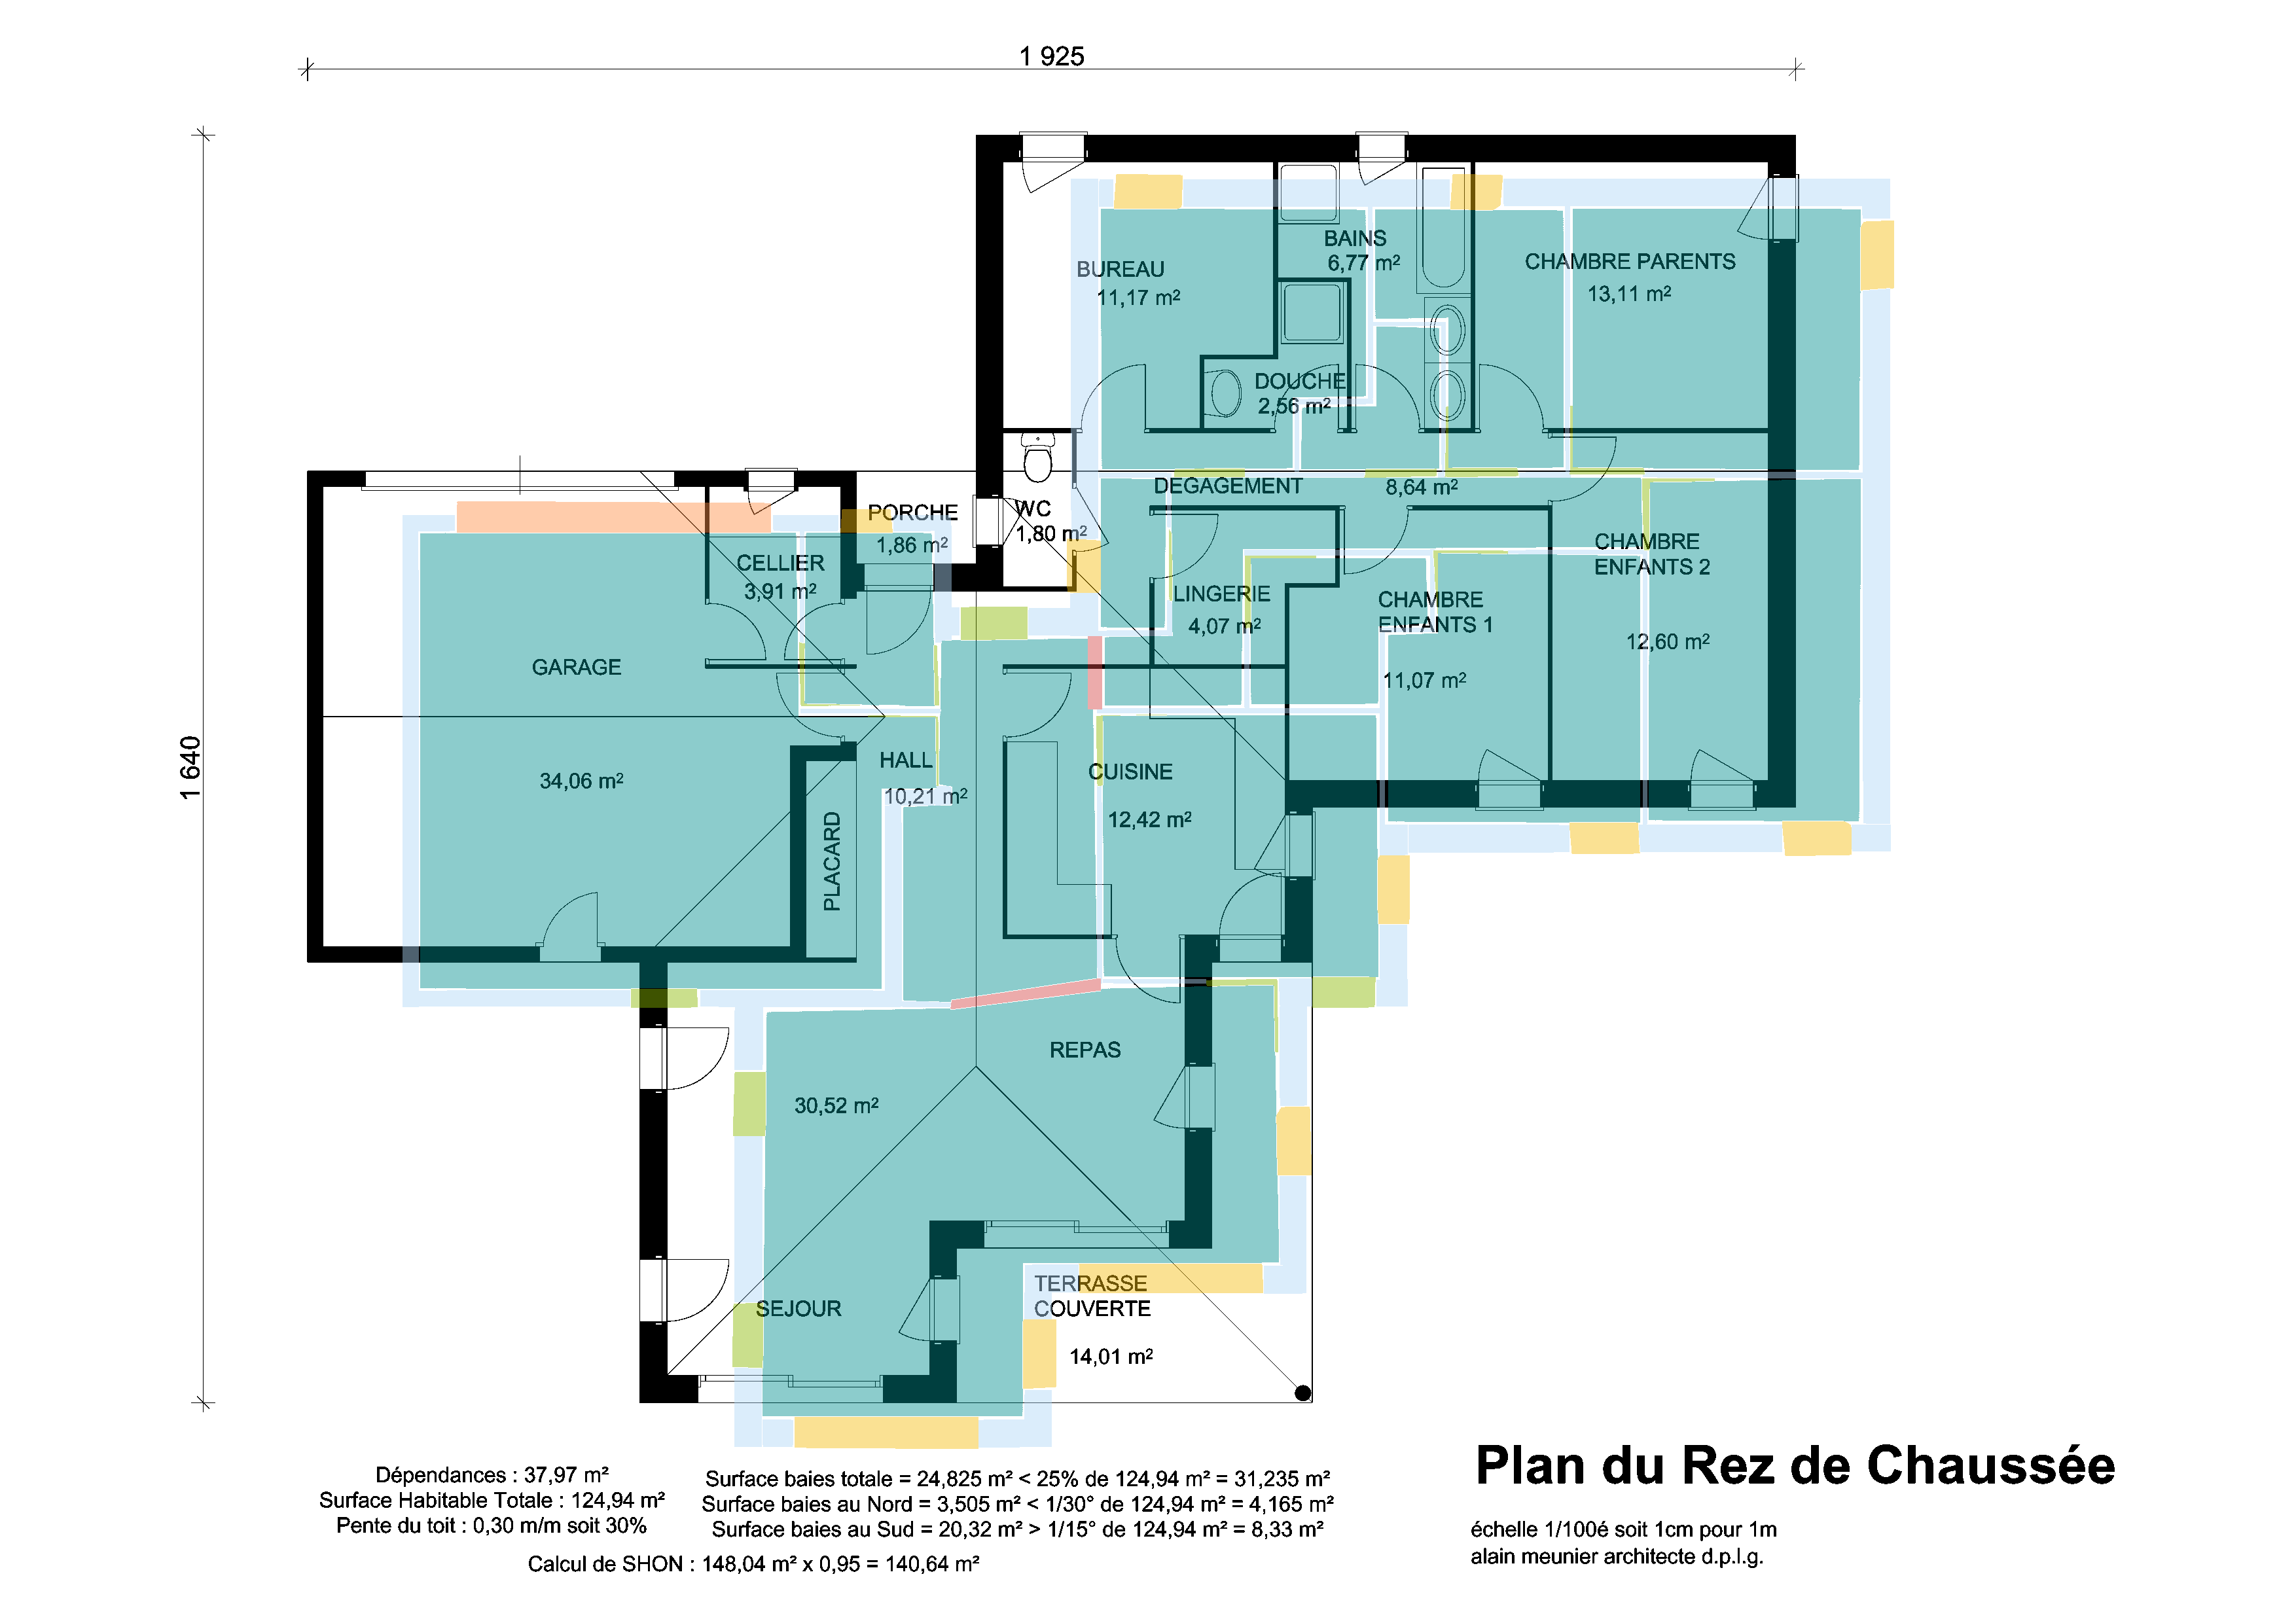 1 925
BAINS
6,77 m²
CHAMBRE PARENTS
13,11 m²
BUREAU
11,17 m²
DOUCHE
2,56 m²
DEGAGEMENT
8,64 m²
PORCHE
1,86 m²
WC
1,80 m²
CELLIER
3,91 m²
CHAMBRE
ENFANTS 2
12,60 m²
LINGERIE
4,07 m²
CHAMBRE
ENFANTS 1
11,07 m²
GARAGE
34,06 m²
1 640
HALL
10,21 m²
CUISINE
12,42 m²
PLACARD
REPAS
30,52 m²
SEJOUR
TERRASSE
COUVERTE
14,01 m²
Dépendances : 37,97 m²
Surface Habitable Totale : 124,94 m²
Pente du toit : 0,30 m/m soit 30%
Surface baies totale = 24,825 m² < 25% de 124,94 m² = 31,235 m²
Surface baies au Nord = 3,505 m² < 1/30° de 124,94 m² = 4,165 m²
Surface baies au Sud = 20,32 m² > 1/15° de 124,94 m² = 8,33 m²
Calcul de SHON : 148,04 m² x 0,95 = 140,64 m²
Plan du Rez de Chaussée
échelle 1/100é soit 1cm pour 1m
alain meunier architecte d.p.l.g.